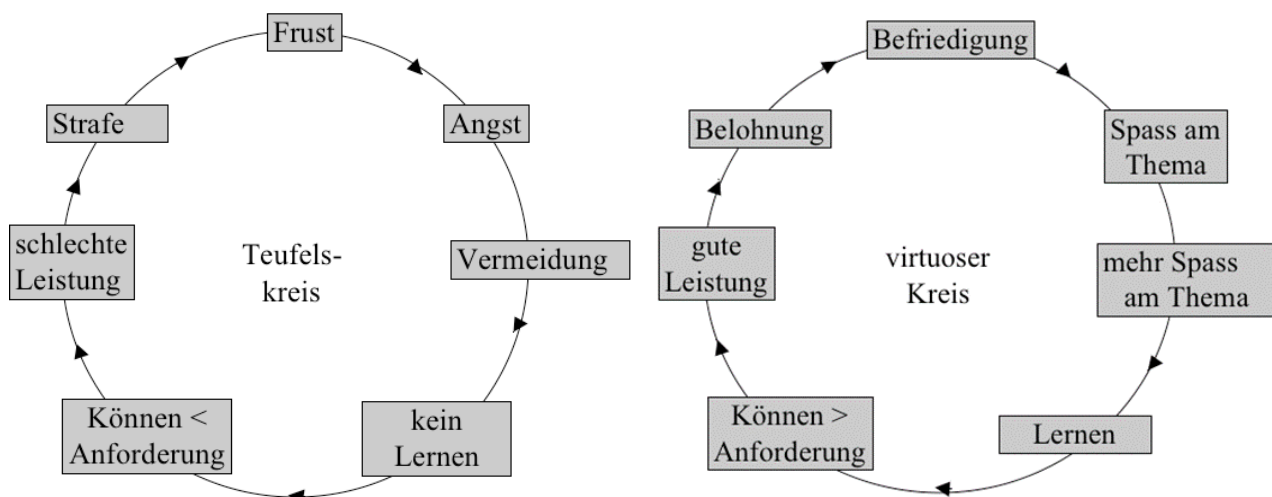 Frust
Angst
Vermeidung
kein
Lernen
Können <
Anforderung
schlechte
Leistung
Strafe
Teufels-
kreis
Befriedigung
Spass am
Thema
mehr Spass
am Thema
Lernen
Können >
Anforderung
gute
Leistung
Belohnung
virtuoser
Kreis